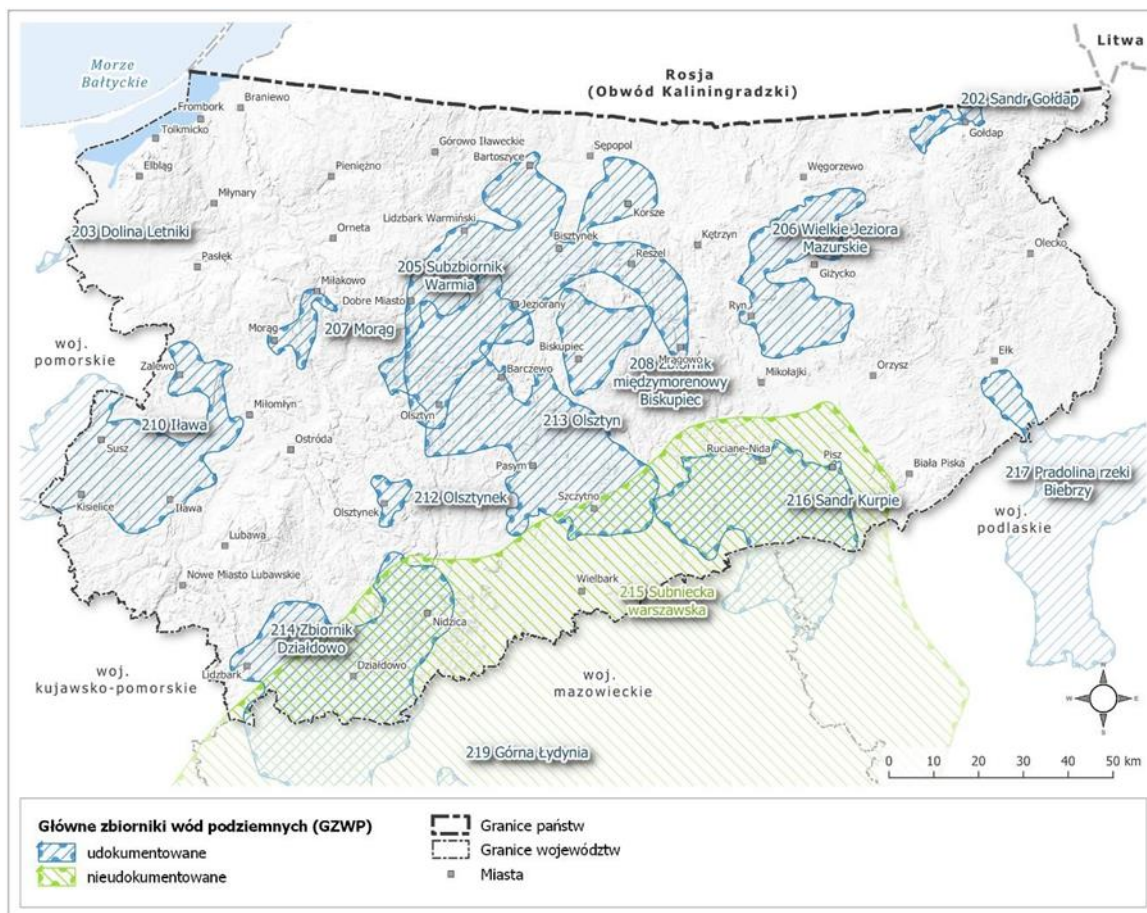 Morze
Bałtyckie
Litwa
Rosja
(Obwód Kaliningradzki)
202 Sandr Gołdap
Gołdap
Frombork
Braniewo
Tolkmicko
Elbląg
Młynary
Pieniężno
Górowo Iławeckie
Bartoszyce
Sępopol
Węgorzewo
Korsze
Lidzbark Warmiński
Orneta
Bisztynek
Reszel
Kętrzyn
206 Wielkie Jeziora
Mazurskie
Giżycko
Olecko
203 Dolina Letniki
Pasłęk
205 Subzbiornik
Warmia
Miłakowo
Dobre Miasto
Jeziorany
Ryn
207 Morąg
Morąg
woj.
pomorskie
Zalewo
Biskupiec
Mrągowo
208 Zbiornik
międzymorenowy
Biskupiec
Barczewo
Mikołajki
Orzysz
Ełk
Olsztyn
Miłomłyn
210 Iława
213 Olsztyn
Susz
Ostróda
Ruciane-Nida
Pisz
Biała Piska
Pasym
217 Pradolina rzeki
Biebrzy
woj.
podlaskie
Kisielice
Iława
212 Olsztynek
Olsztynek
Szczytno
216 Sandr Kurpie
Lubawa
Nowe Miasto Lubawskie
Wielbark
215 Subniecka
warszawska
Nidzica
214 Zbiornik
Działdowo
Lidzbark
Działdowo
woj.
kujawsko-pomorskie
woj.
mazowieckie
219 Górna Łydynia
N
W
E
S
0 10 20 30 40 50 km
Główne zbiorniki wód podziemnych (GZWP)
udokumentowane
nieudokumentowane
Granice państw
Granice województw
Miasta